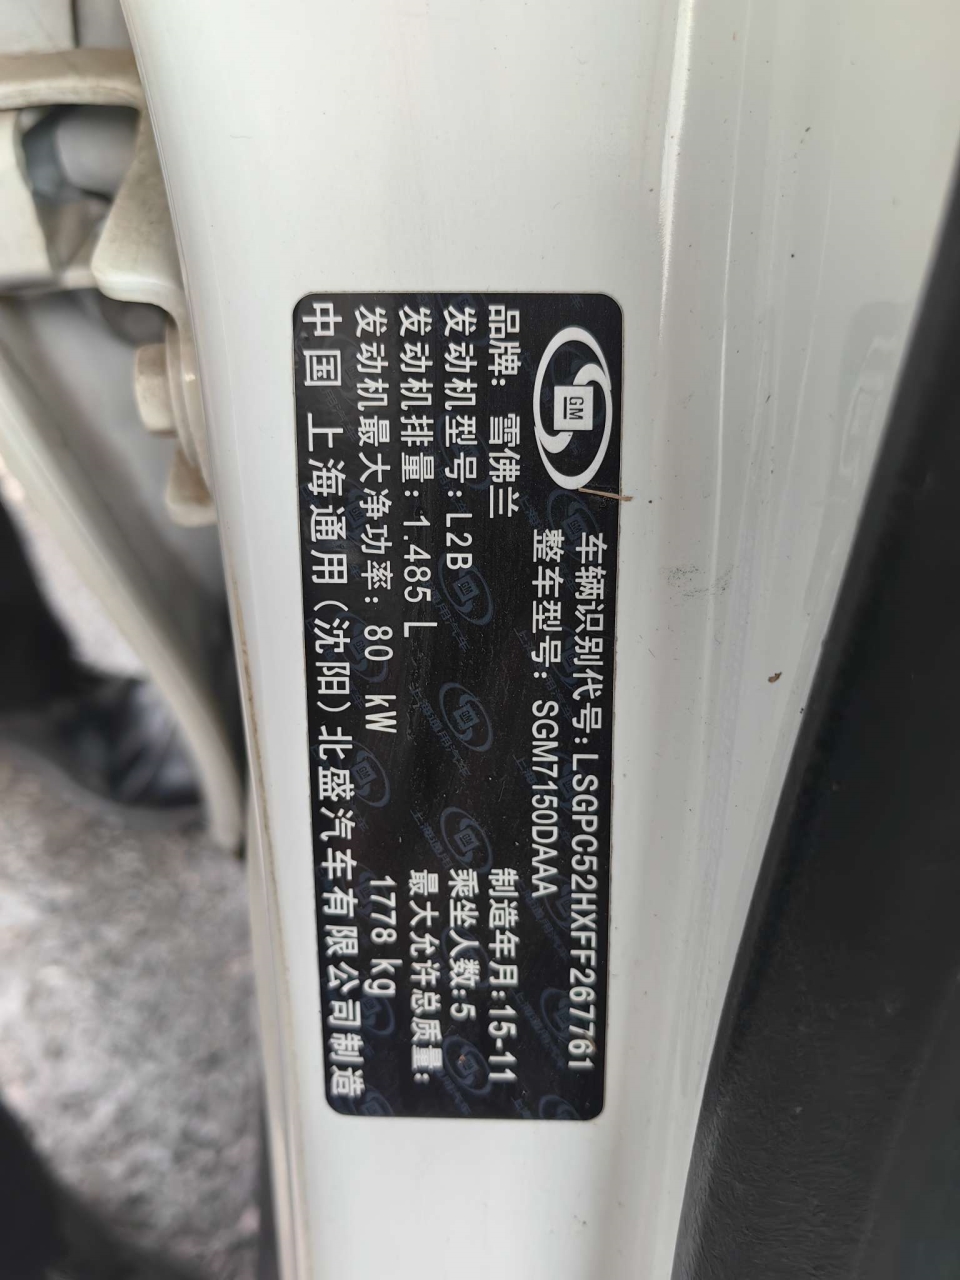 GM
车辆识别代号:LSGPC52HXFF267761
整车型号:SGM7150DAAA
品牌:雪佛兰
制造年月:15-11
发动机型号:L2B
乘坐人数:5
发动机排量:1.485 L
最大允许总质量:
1778 kg
发动机最大净功率:80 kW
中国 上海通用(沈阳)北盛汽车有限公司制造